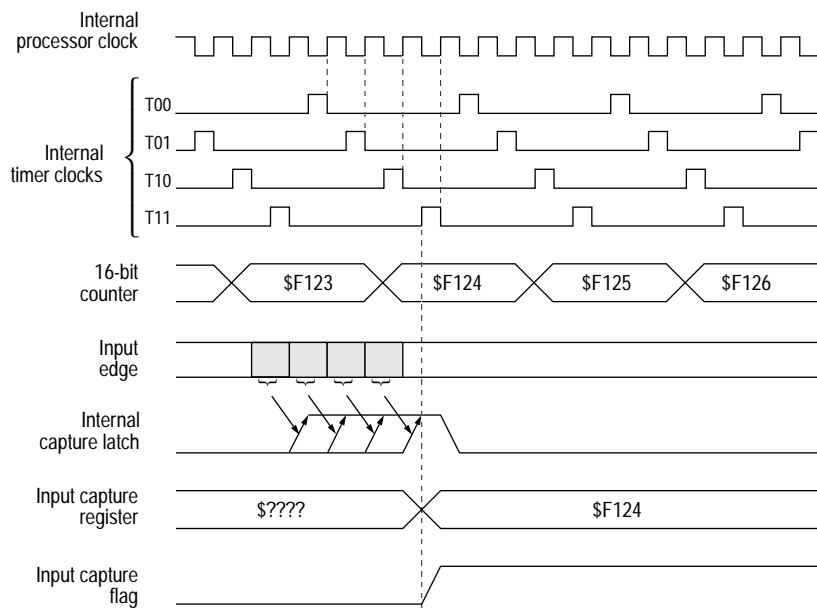 Internal
processor clock
T00
T01
Internal
timer clocks
T10
T11
16-bit
counter
$F123
$F124
$F125
$F126
Input
edge
Internal
capture latch
Input capture
register
$????
$F124
Input capture
flag